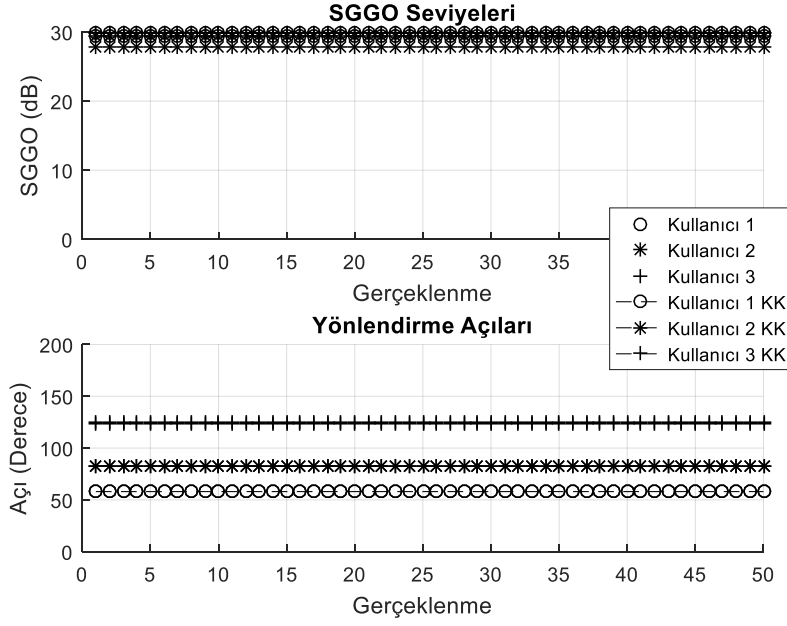 SGGO Seviyeleri
30
20
10
0
SGGO (dB)
0 5 10 15 20 25 30 35
Gerçeklenme
Kullanıcı 1
Kullanıcı 2
Kullanıcı 3
Kullanıcı 1 KK
Kullanıcı 2 KK
Kullanıcı 3 KK
Yönlendirme Açıları
200
150
100
50
0
Açı (Derece)
0 5 10 15 20 25 30 35 40 45 50
Gerçeklenme